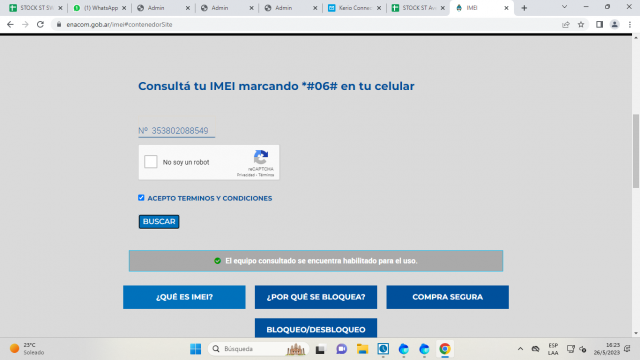 STOCK ST SV
(1) WhatsApp
Admin
Admin
Admin
Kerio Conne
STOCK ST
IMEI
enacom.gob.ar/imei#contenedorSite
Consultá tu IMEI marcando *#06# en tu celular
Nº 353802088549
No soy un robot
reCAPTCHA
Privacidad - Términos
ACEPTO TERMINOS Y CONDICIONES
BUSCAR
El equipo consultado se encuentra habilitado para el uso.
¿QUÉ ES IMEI?
¿POR QUÉ SE BLOQUEA?
COMPRA SEGURA
BLOQUEO/DESBLOQUEO
23°C
Soleado
Búsqueda
ESP
LAA
16:23
26/5/2023